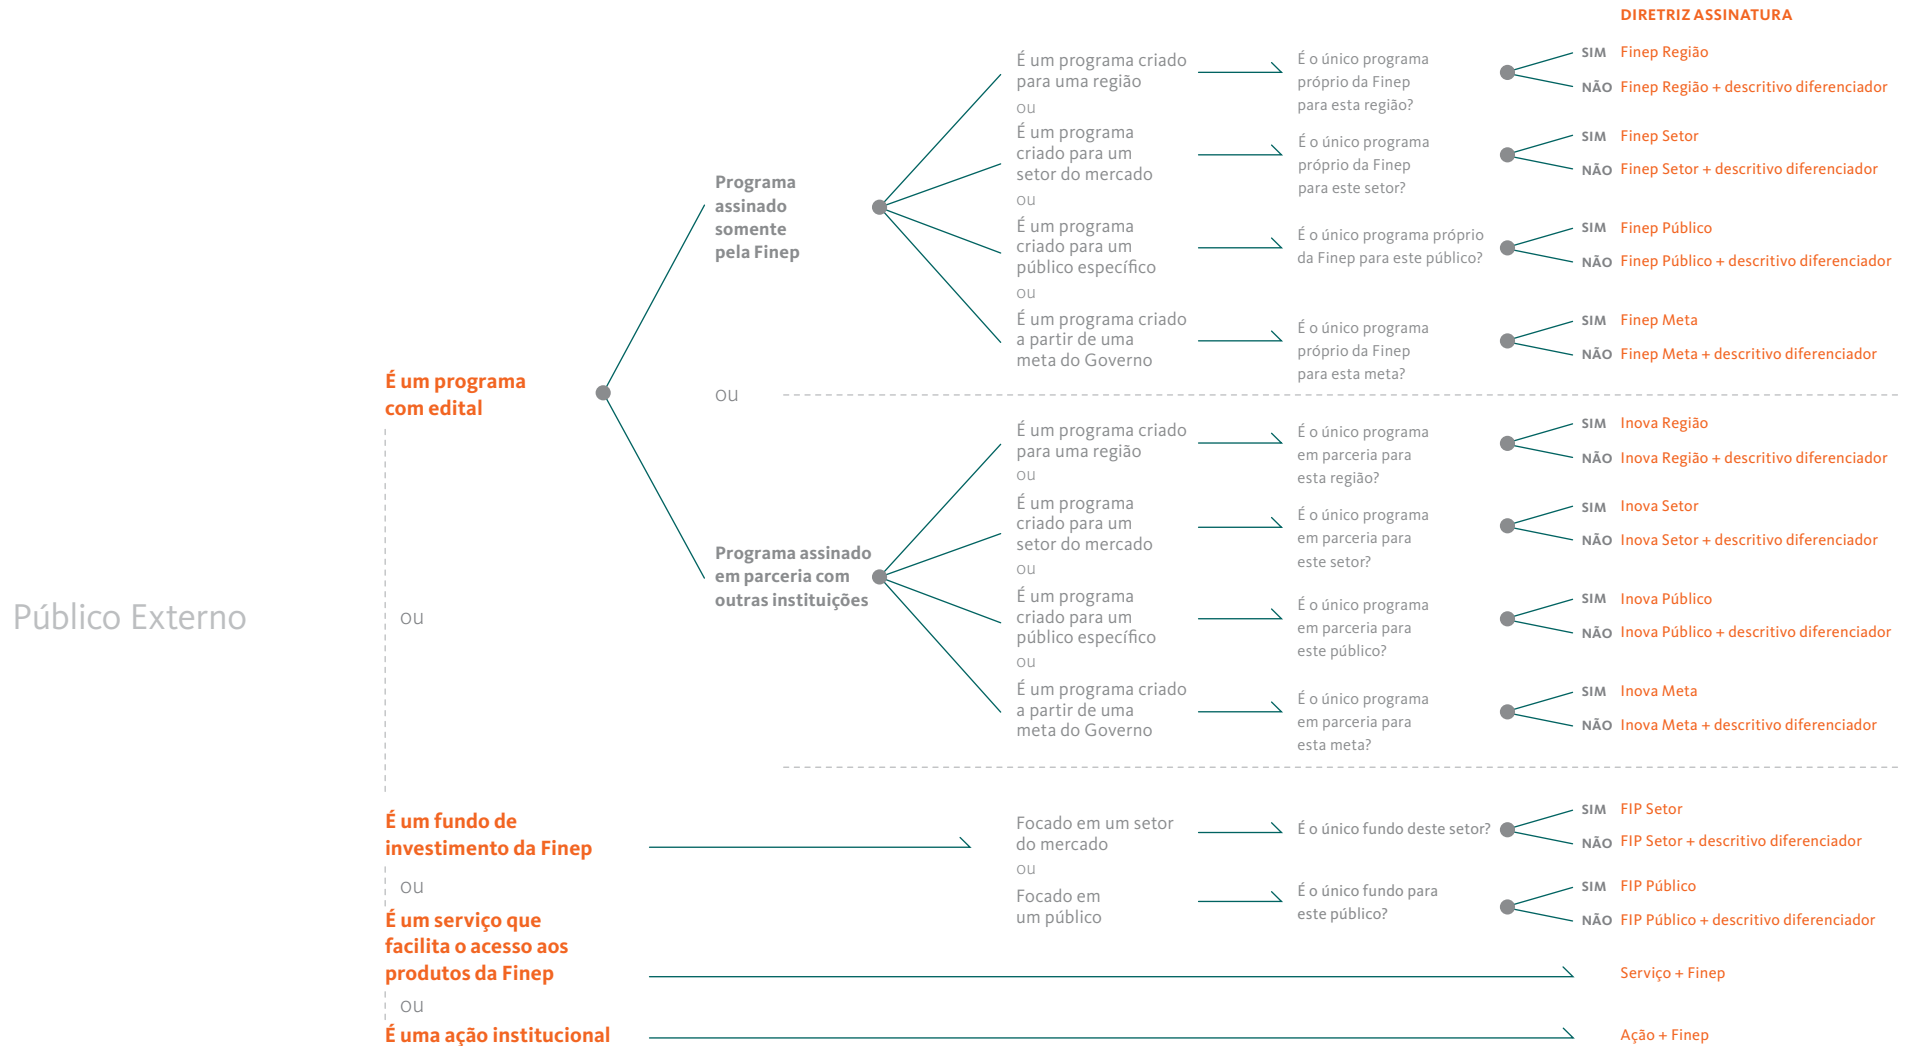 DIRETRIZ ASSINATURA
Público Externo
É um programa
com edital
ou
Programa
assinado
somente
pela Finep
É um programa criado
para uma região
É o único programa
próprio da Finep
para esta região?
SIM Finep Região
NÃO Finep Região + descritivo diferenciador
ou
É um programa
criado para um
setor do mercado
É o único programa
próprio da Finep
para este setor?
SIM Finep Setor
NÃO Finep Setor + descritivo diferenciador
ou
É um programa
criado para um
público específico
É o único programa próprio
da Finep para este público?
SIM Finep Público
NÃO Finep Público + descritivo diferenciador
ou
É um programa criado
a partir de uma
meta do Governo
É o único programa
próprio da Finep
para esta meta?
SIM Finep Meta
NÃO Finep Meta + descritivo diferenciador
ou
Programa assinado
em parceria com
outras instituições
É um programa criado
para uma região
É o único programa
em parceria para
esta região?
SIM Inova Região
NÃO Inova Região + descritivo diferenciador
ou
É um programa
criado para um
setor do mercado
É o único programa
em parceria para
este setor?
SIM Inova Setor
NÃO Inova Setor + descritivo diferenciador
ou
É um programa
criado para um
público específico
É o único programa
em parceria para
este público?
SIM Inova Público
NÃO Inova Público + descritivo diferenciador
ou
É um programa criado
a partir de uma
meta do Governo
É o único programa
em parceria para
esta meta?
SIM Inova Meta
NÃO Inova Meta + descritivo diferenciador
É um fundo de
investimento da Finep
Focado em um setor
do mercado
É o único fundo deste setor?
SIM FIP Setor
NÃO FIP Setor + descritivo diferenciador
ou
Focado em
um público
É o único fundo para
este público?
SIM FIP Público
NÃO FIP Público + descritivo diferenciador
ou
É um serviço que
facilita o acesso aos
produtos da Finep
Serviço + Finep
ou
É uma ação institucional
Ação + Finep